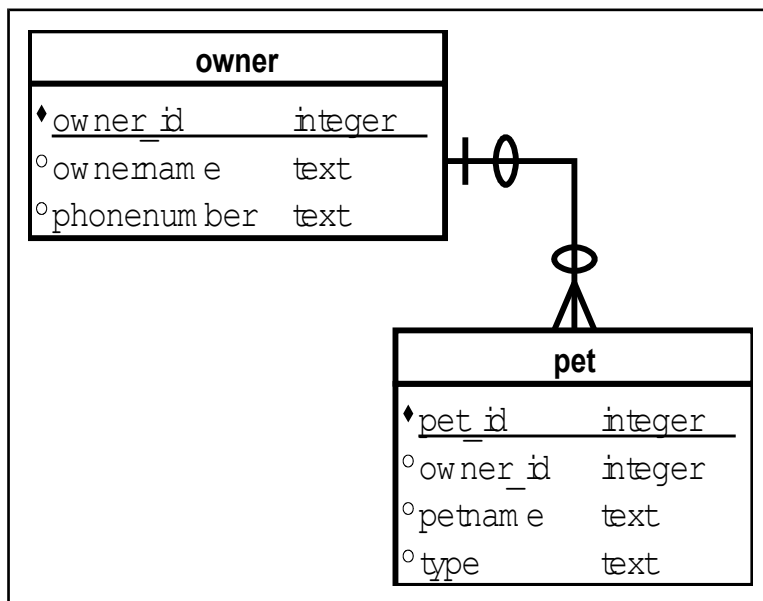 owner
owner_id integer
ownername text
phonenumber text
pet
pet_id integer
owner_id integer
petname text
type text